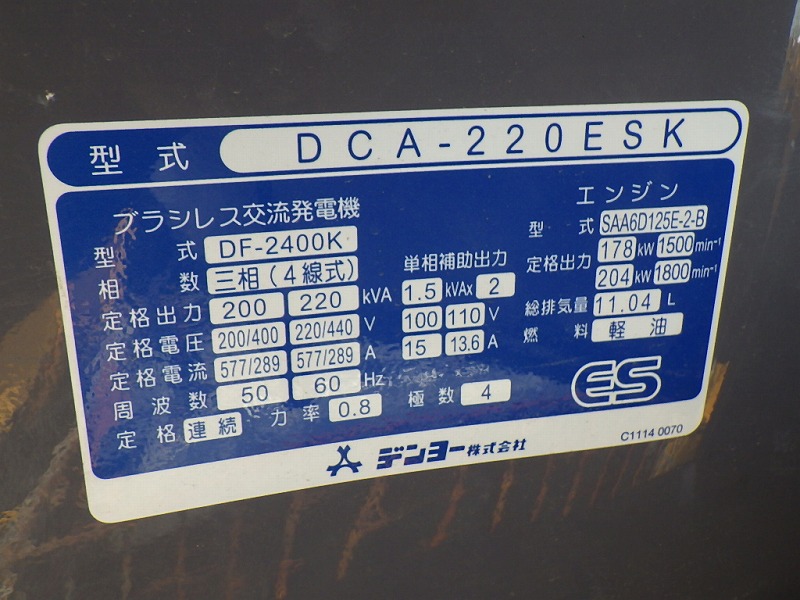 型式 DCA-220ESK
ブラシレス交流発電機
型式 DF-2400K
相数 三相(4線式)
定格出力 200 220 kVA
定格電圧 200/400 220/440 V
定格電流 577/289 577/289 A
周波数 50 60 Hz
定格 連続 力率 0.8 極数 4
単相補助出力
1.5 kVAx 2
100 110 V
15 13.6 A
エンジン
型式 SAA6D125E-2-B
定格出力 178 kW 1500 min⁻¹
204 kW 1800 min⁻¹
総排気量 11.04 L
燃料 軽油
ES
デンヨー株式会社
C1114 0070